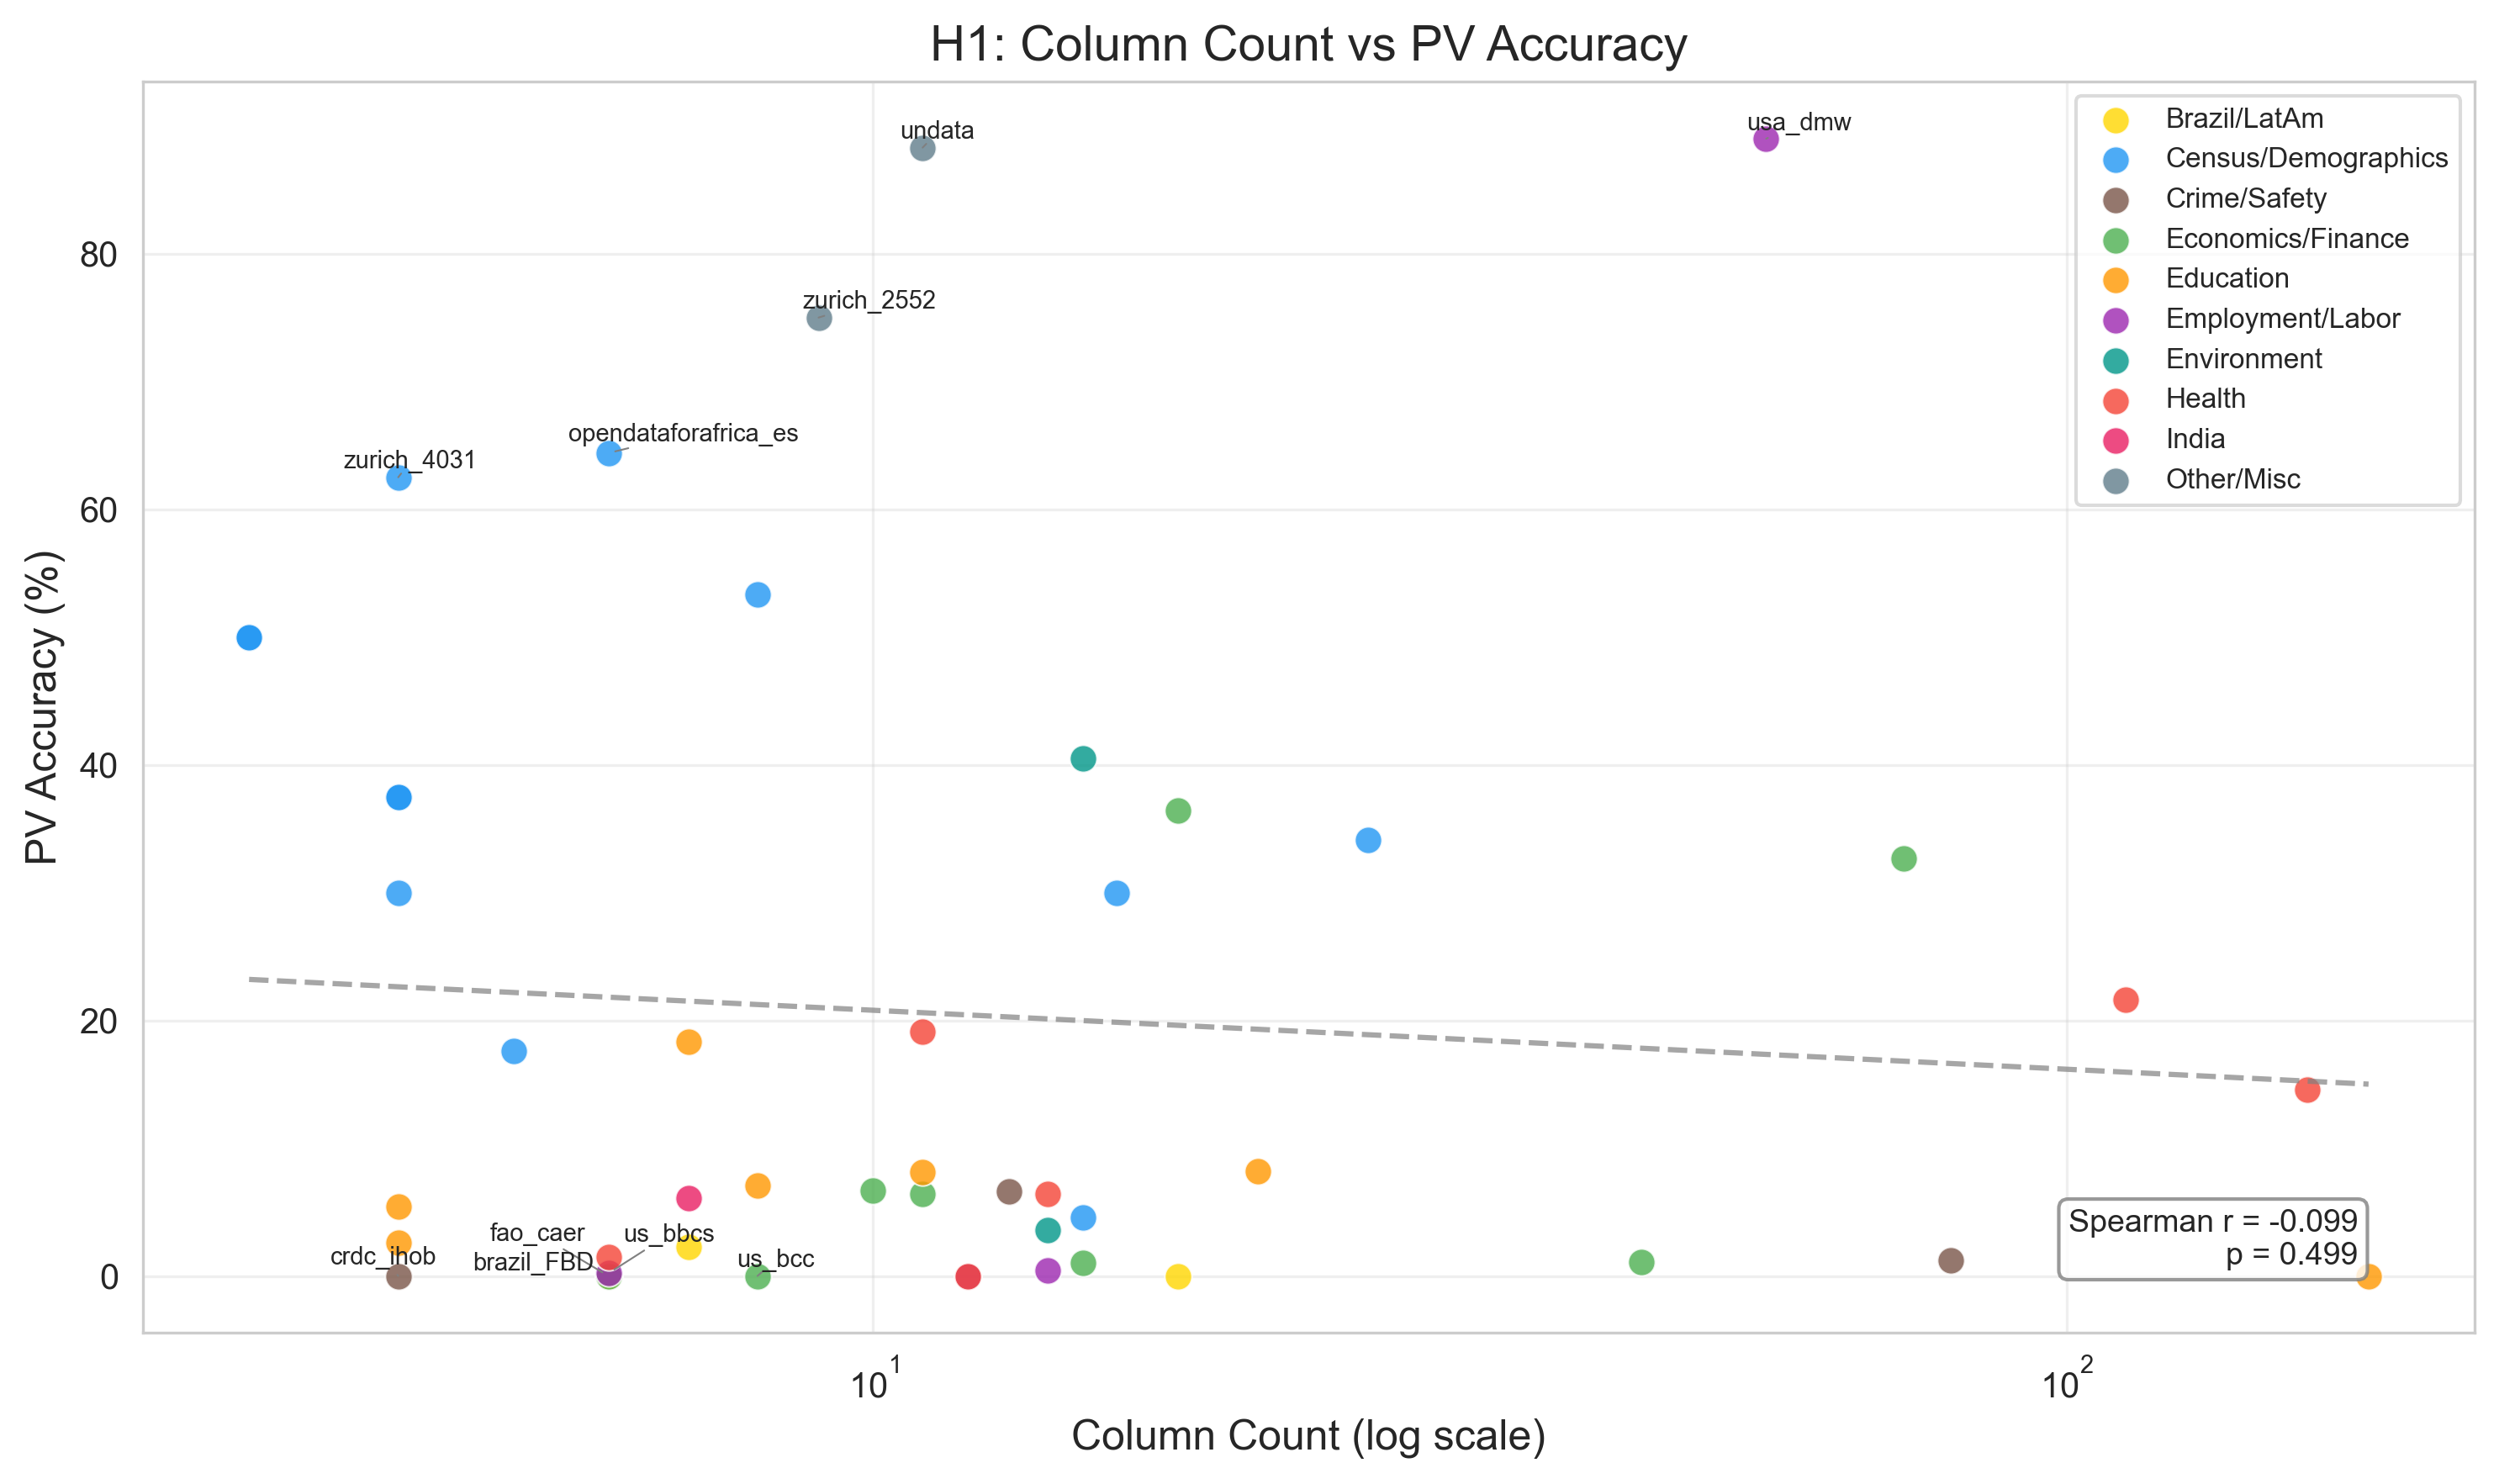 H1: Column Count vs PV Accuracy
PV Accuracy (%)
80
60
40
20
0
undata
usa_dmw
zurich_2552
opendataforafrica_es
zurich_4031
fao_caer
us_bbcs
crdc_ihob
brazil_FBD
us_bcc
Brazil/LatAm
Census/Demographics
Crime/Safety
Economics/Finance
Education
Employment/Labor
Environment
Health
India
Other/Misc
Spearman r = -0.099
p = 0.499
10^1
10^2
Column Count (log scale)